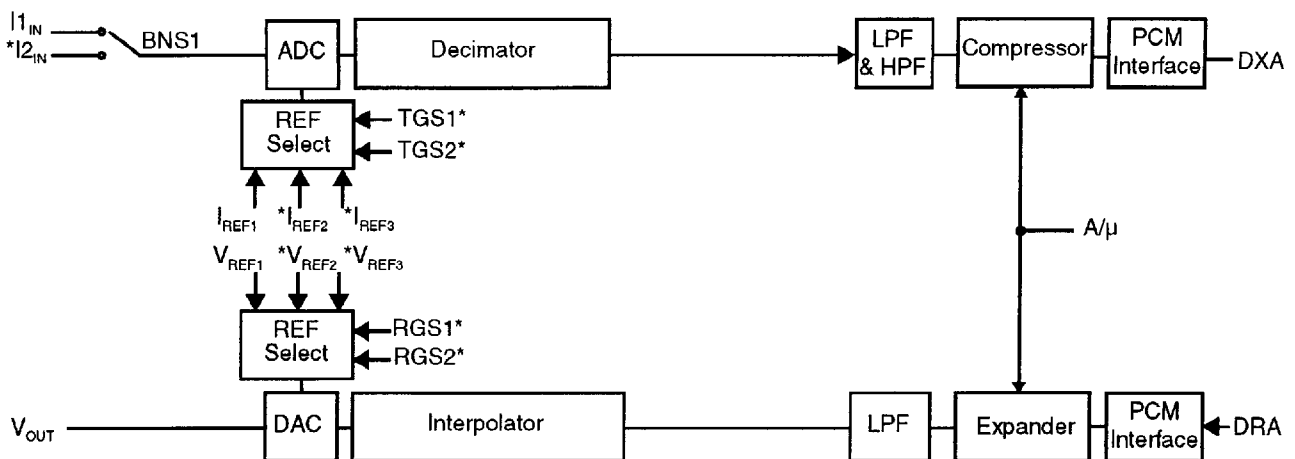 I1IN
*I2IN
BNS1
ADC
Decimator
LPF
& HPF
Compressor
PCM
Interface
DXA
REF
Select
TGS1*
TGS2*
IREF1 *IREF2 *IREF3
VREF1 *VREF2 *VREF3
A/µ
REF
Select
RGS1*
RGS2*
VOUT
DAC
Interpolator
LPF
Expander
PCM
Interface
DRA